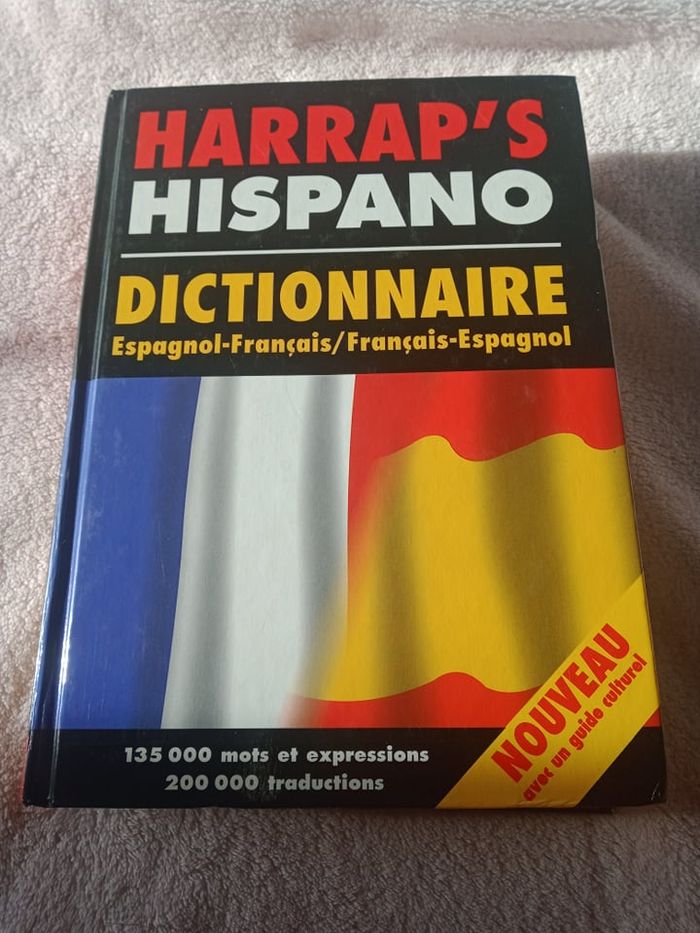 HARRAP'S
HISPANO
DICTIONNAIRE
Espagnol-Français/Français-Espagnol
135 000 mots et expressions
200 000 traductions
NOUVEAU
avec un guide culturel